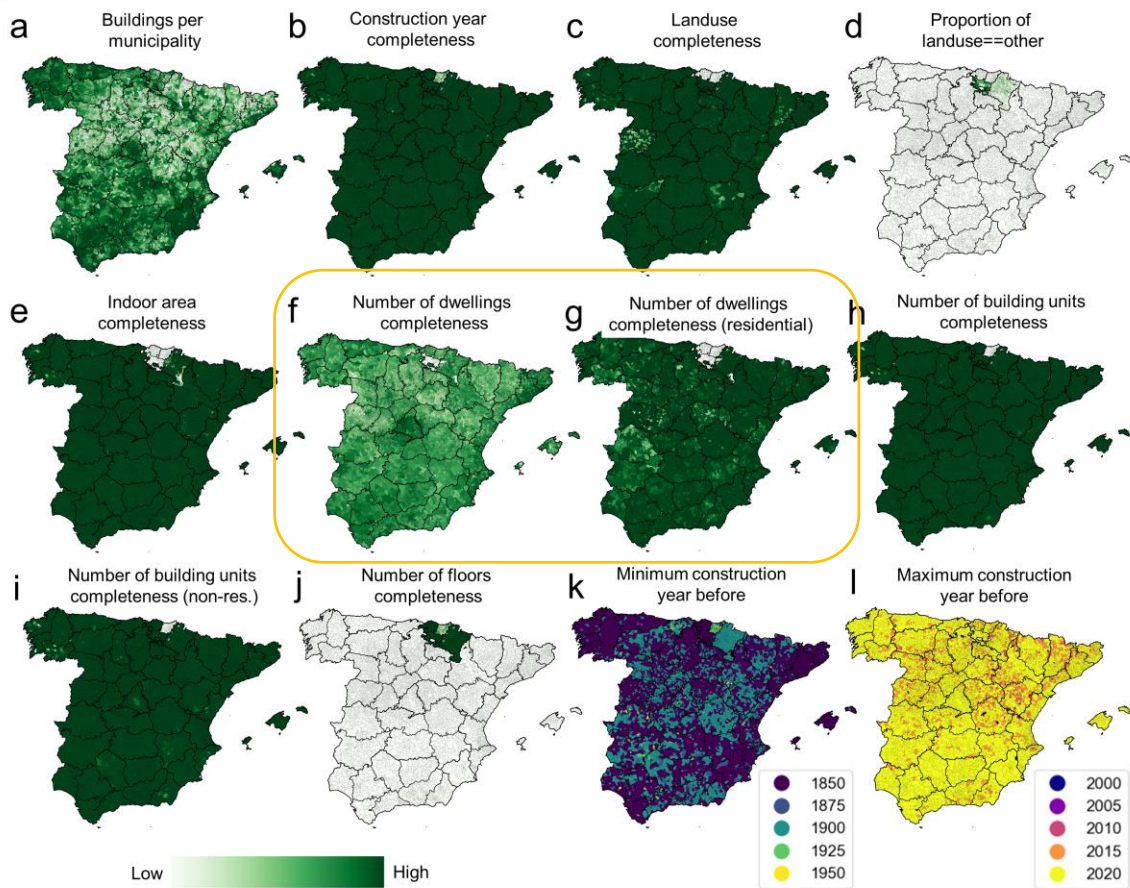 a
Buildings per
municipality
b
Construction year
completeness
c
Landuse
completeness
d
Proportion of
landuse==other
e
Indoor area
completeness
f
Number of dwellings
completeness
g
Number of dwellings
completeness (residential)
h
Number of building units
completeness
i
Number of building units
completeness (non-res.)
j
Number of floors
completeness
k
Minimum construction
year before
l
Maximum construction
year before
1850
1875
1900
1925
1950
2000
2005
2010
2015
2020
Low
High